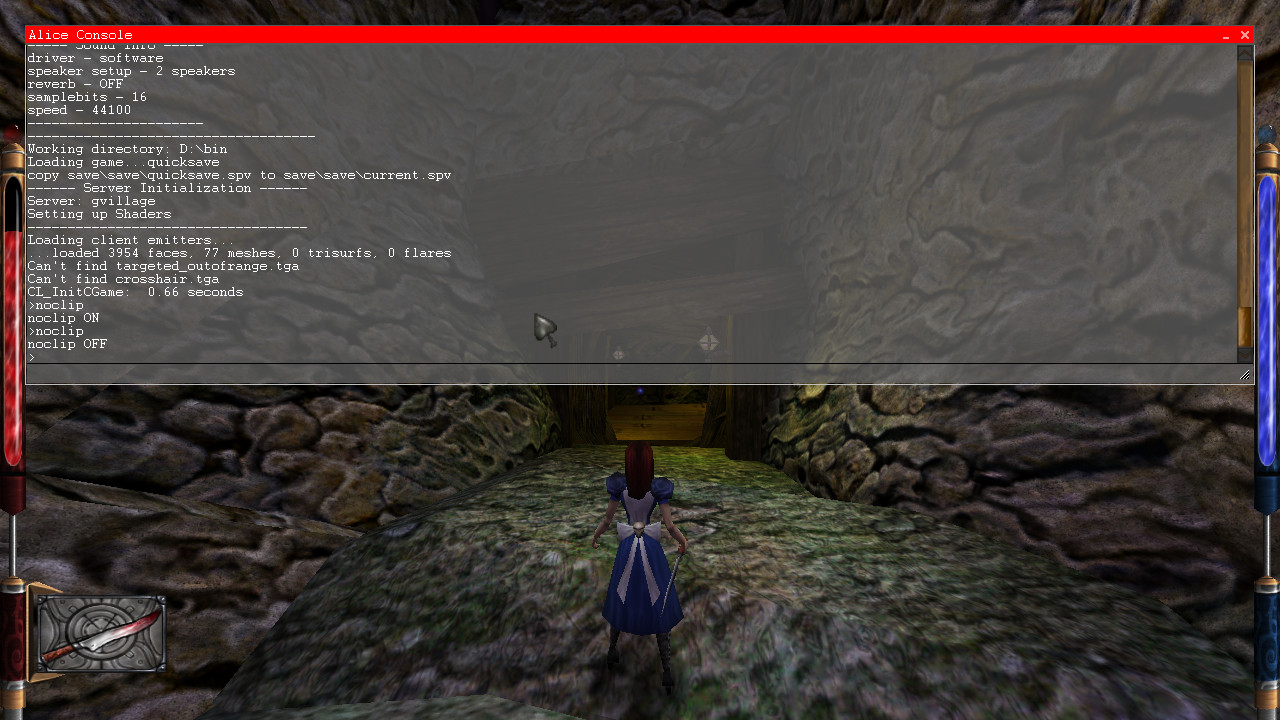 Alice Console
----- Sound Info -----
driver - software
speaker setup - 2 speakers
reverb - OFF
samplebits - 16
speed - 44100
----------------------
------------------------------------
Working directory: D:\bin
Loading game...quicksave
copy save\save\quicksave.spv to save\save\current.spv
------ Server Initialization ------
Server: gvillage
Setting up Shaders
-----------------------------------
Loading client emitters...
...loaded 3954 faces, 77 meshes, 0 trisurfs, 0 flares
Can't find targeted_outofrange.tga
Can't find crosshair.tga
CL_InitCGame:  0.66 seconds
>noclip
noclip ON
>noclip
noclip OFF
>